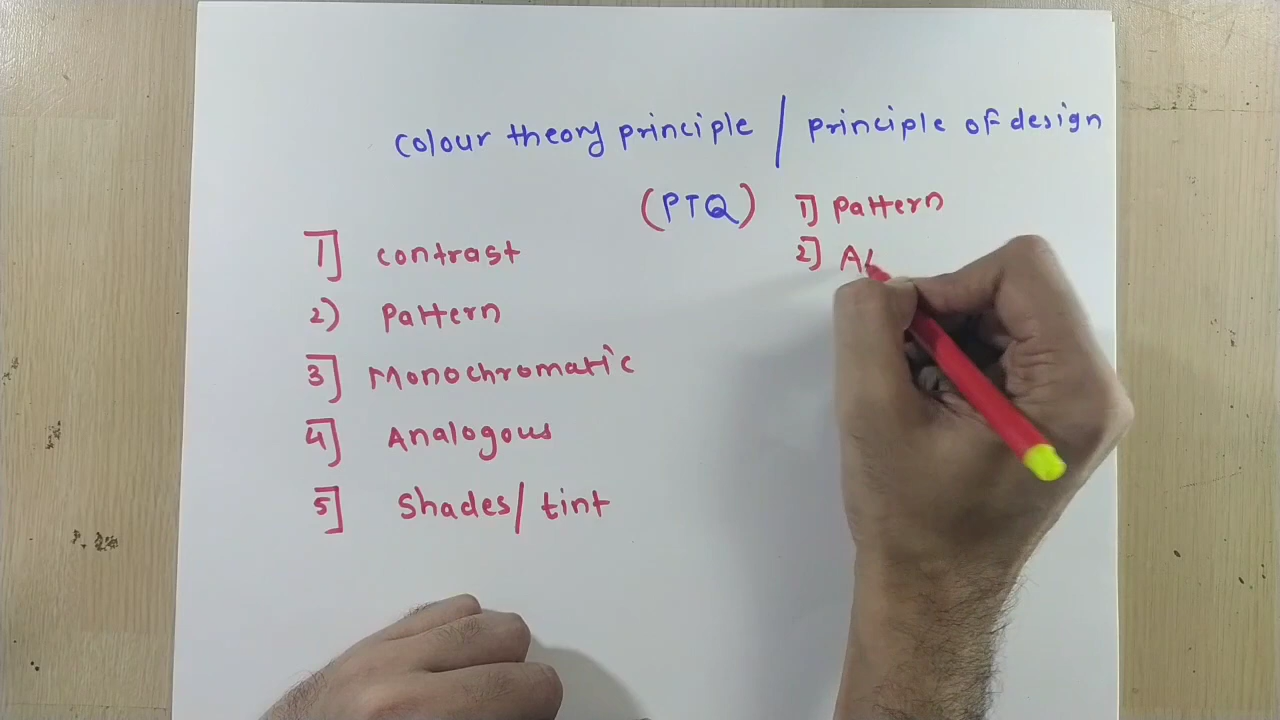 Colour theory principle / principle of design
(PTQ)
1] contrast
2) Pattern
3] Monochromatic
4] Analogous
5] Shades/tint
1] Pattern
2]